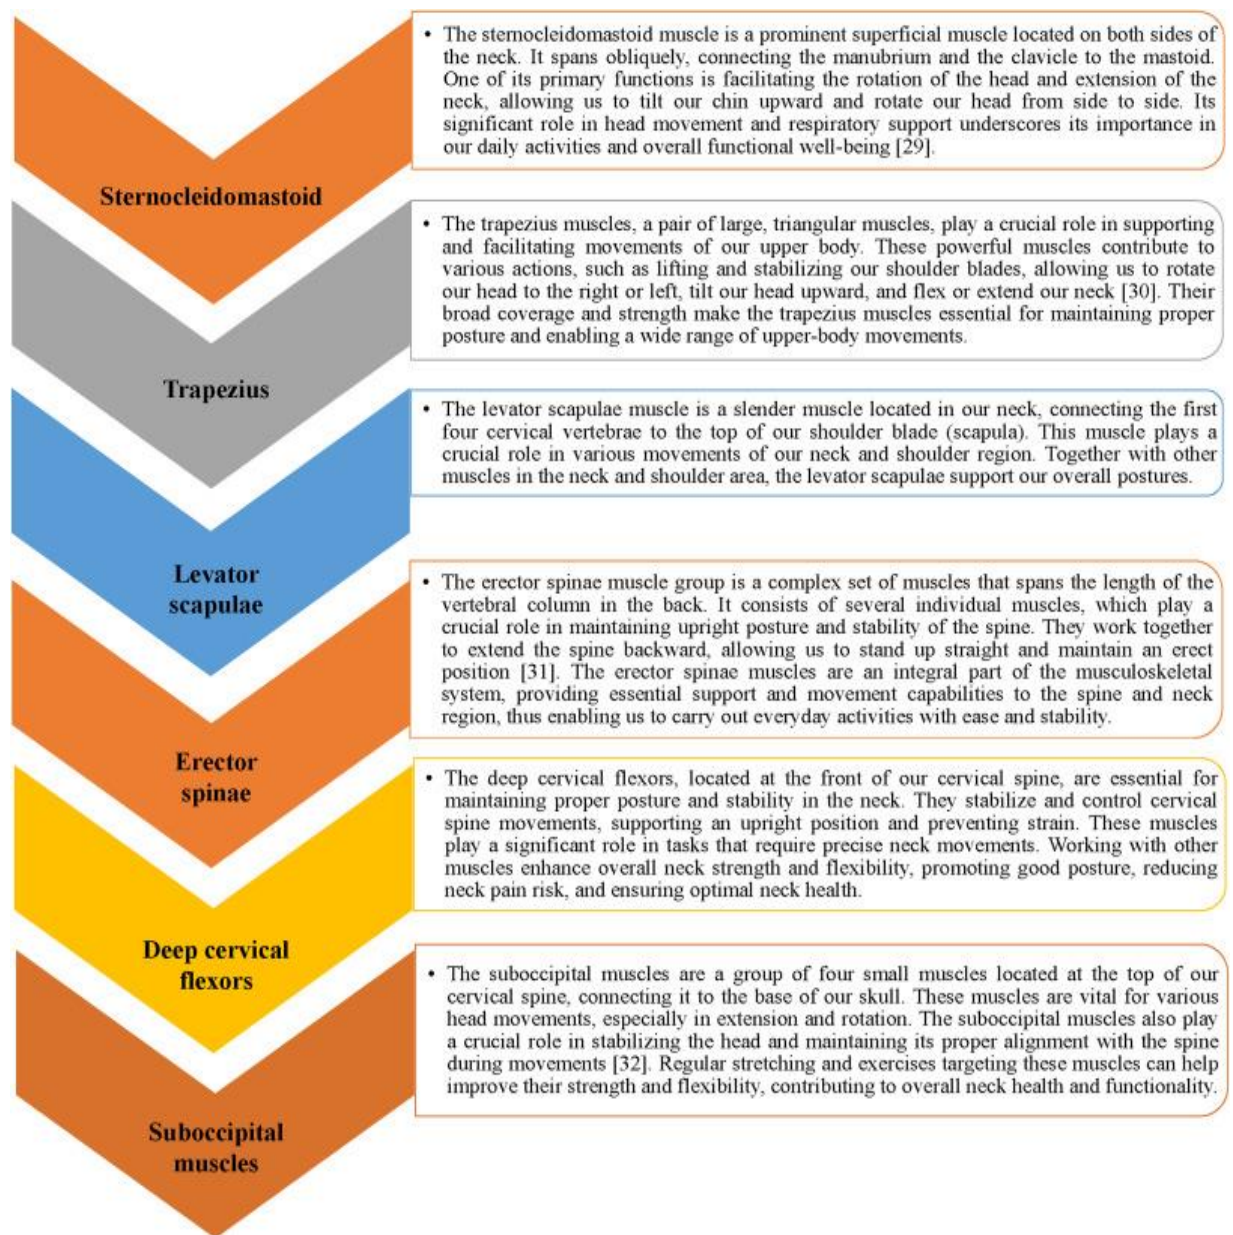 • The sternocleidomastoid muscle is a prominent superficial muscle located on both sides of
the neck. It spans obliquely, connecting the manubrium and the clavicle to the mastoid.
One of its primary functions is facilitating the rotation of the head and extension of the
neck, allowing us to tilt our chin upward and rotate our head from side to side. Its
significant role in head movement and respiratory support underscores its importance in
our daily activities and overall functional well-being [29].
Sternocleidomastoid
• The trapezius muscles, a pair of large, triangular muscles, play a crucial role in supporting
and facilitating movements of our upper body. These powerful muscles contribute to
various actions, such as lifting and stabilizing our shoulder blades, allowing us to rotate
our head to the right or left, tilt our head upward, and flex or extend our neck [30]. Their
broad coverage and strength make the trapezius muscles essential for maintaining proper
posture and enabling a wide range of upper-body movements.
Trapezius
• The levator scapulae muscle is a slender muscle located in our neck, connecting the first
four cervical vertebrae to the top of our shoulder blade (scapula). This muscle plays a
crucial role in various movements of our neck and shoulder region. Together with other
muscles in the neck and shoulder area, the levator scapulae support our overall postures.
Levator
scapulae
• The erector spinae muscle group is a complex set of muscles that spans the length of the
vertebral column in the back. It consists of several individual muscles, which play a
crucial role in maintaining upright posture and stability of the spine. They work together
to extend the spine backward, allowing us to stand up straight and maintain an erect
position [31]. The erector spinae muscles are an integral part of the musculoskeletal
system, providing essential support and movement capabilities to the spine and neck
region, thus enabling us to carry out everyday activities with ease and stability.
Erector
spinae
• The deep cervical flexors, located at the front of our cervical spine, are essential for
maintaining proper posture and stability in the neck. They stabilize and control cervical
spine movements, supporting an upright position and preventing strain. These muscles
play a significant role in tasks that require precise neck movements. Working with other
muscles enhance overall neck strength and flexibility, promoting good posture, reducing
neck pain risk, and ensuring optimal neck health.
Deep cervical
flexors
• The suboccipital muscles are a group of four small muscles located at the top of our
cervical spine, connecting it to the base of our skull. These muscles are vital for various
head movements, especially in extension and rotation. The suboccipital muscles also play
a crucial role in stabilizing the head and maintaining its proper alignment with the spine
during movements [32]. Regular stretching and exercises targeting these muscles can help
improve their strength and flexibility, contributing to overall neck health and functionality.
Suboccipital
muscles